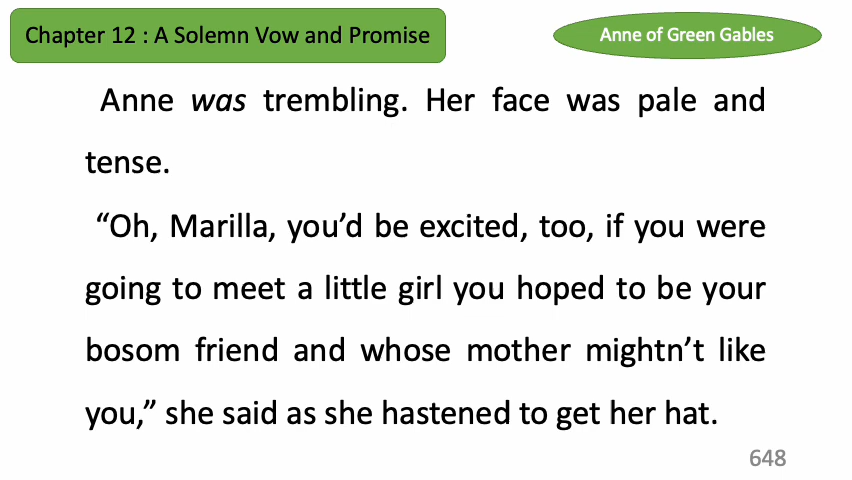 Chapter 12 : A Solemn Vow and Promise
Anne of Green Gables
Anne was trembling. Her face was pale and
tense.
“Oh, Marilla, you’d be excited, too, if you were
going to meet a little girl you hoped to be your
bosom friend and whose mother mightn’t like
you,” she said as she hastened to get her hat.
648